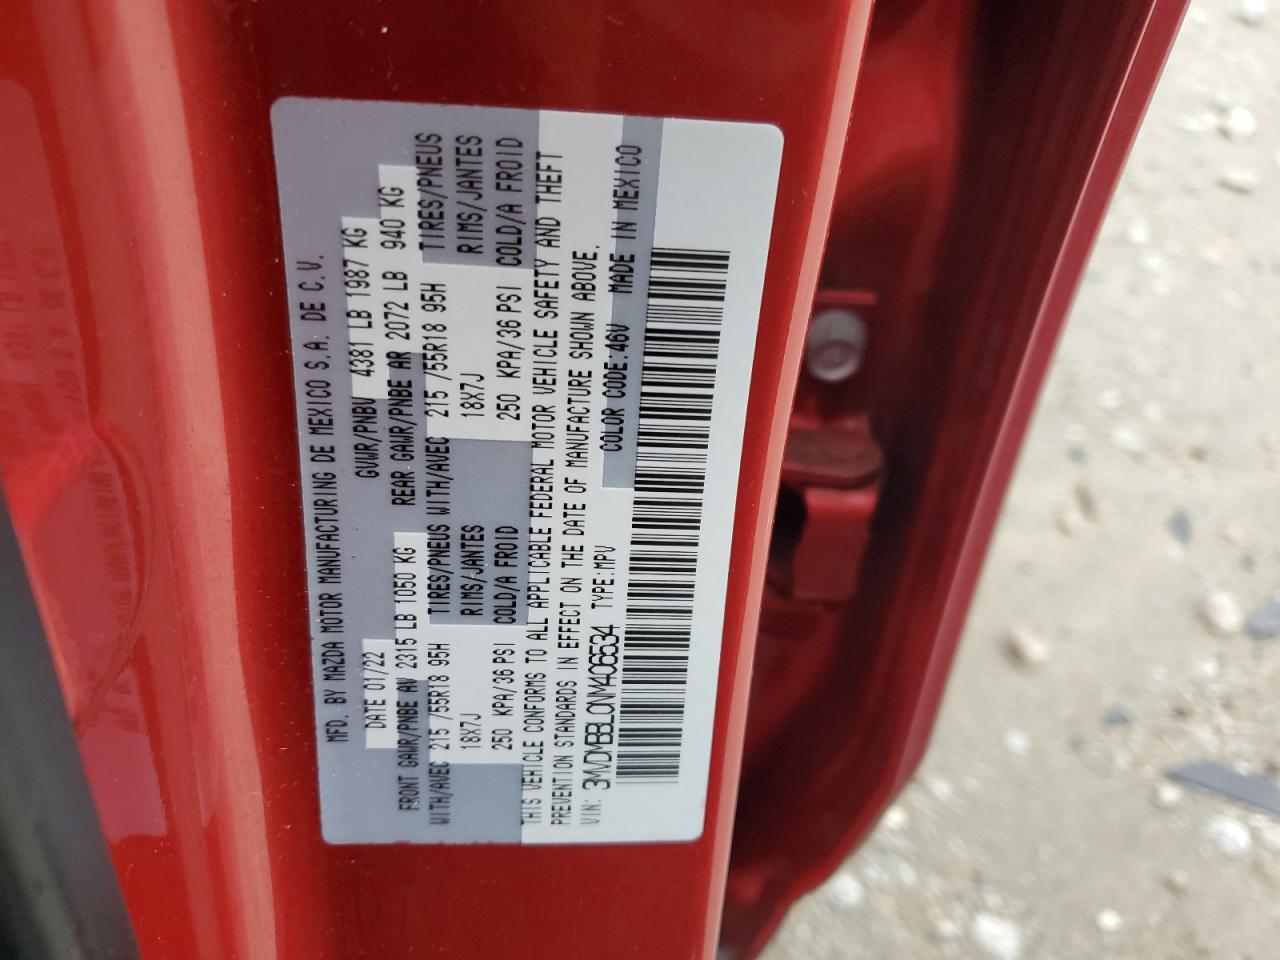 MFD. BY MAZDA MOTOR MANUFACTURING DE MEXICO S.A. DE C.V.
DATE 01/22 GVWR/PNBV 4381 LB 1987 KG
FRONT GAWR/PNBE AV 2315 LB 1050 KG REAR GAWR/PNBE AR 2072 LB 940 KG
WITH/AVEC 215 /55R18 95H TIRES/PNEUS WITH/AVEC 215 /55R18 95H TIRES/PNEUS
18X7J RIMS/JANTES 18X7J RIMS/JANTES
250 KPA/36 PSI COLD/A FROID 250 KPA/36 PSI COLD/A FROID
THIS VEHICLE CONFORMS TO ALL APPLICABLE FEDERAL MOTOR VEHICLE SAFETY AND THEFT
PREVENTION STANDARDS IN EFFECT ON THE DATE OF MANUFACTURE SHOWN ABOVE.
VIN: 3MVDMBBL0NM406534 TYPE:MPV COLOR CODE:46V MADE IN MEXICO